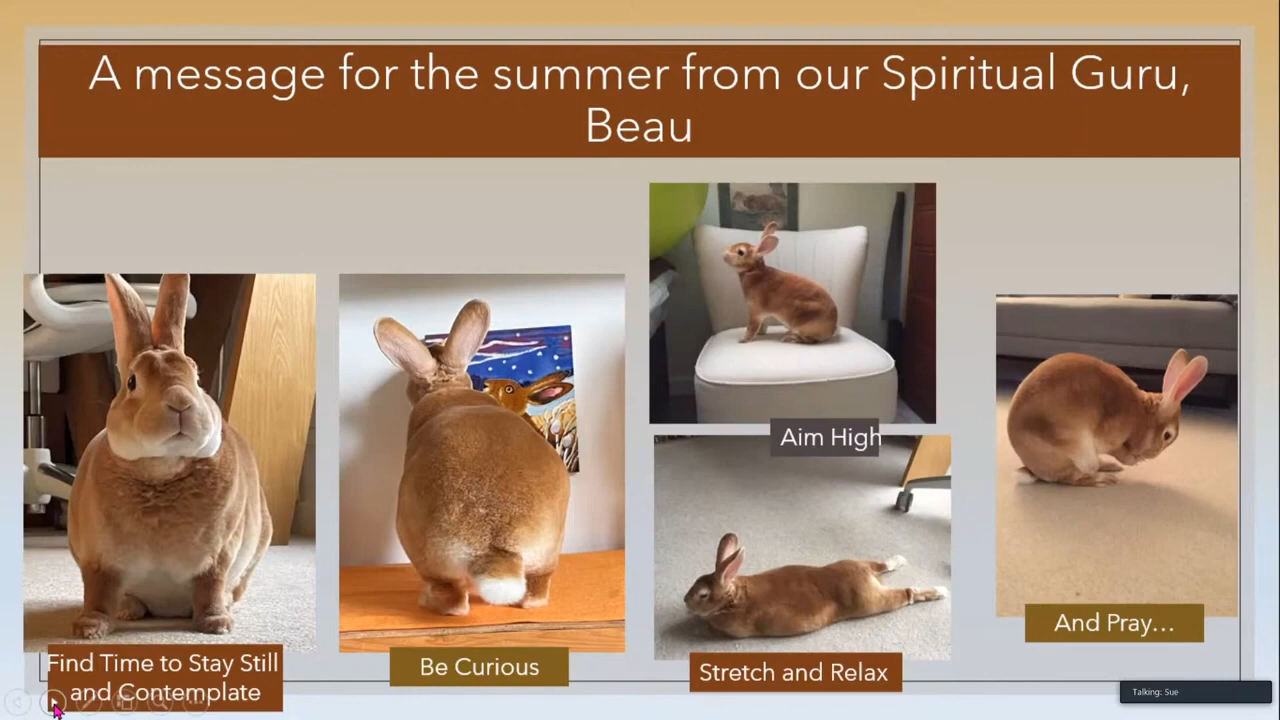 A message for the summer from our Spiritual Guru,
Beau
Find Time to Stay Still
and Contemplate
Be Curious
Aim High
Stretch and Relax
And Pray...
Talking: Sue